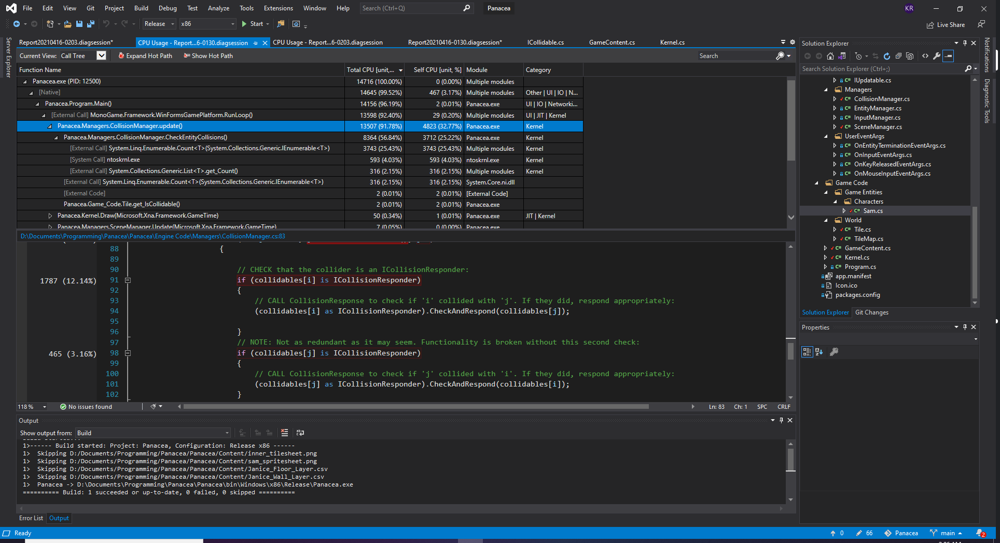 File Edit View Git Project Build Debug Test Analyze Tools Extensions Window Help Search (Ctrl+Q) Panacea KR
Release x86 Start Live Share
Server Explorer
Report20210416-0203.diagsession* CPU Usage - Report...6-0130.diagsession CPU Usage - Report...6-0203.diagsession Report20210416-0130.diagsession* ICollidable.cs GameContent.cs Kernel.cs
Current View: Call Tree Expand Hot Path Show Hot Path Search
Function Name Total CPU [unit,... Self CPU [unit, %] Module Category
Panacea.exe (PID: 12500) 14716 (100.00%) 0 (0.00%) Multiple modules
[Native] 14645 (99.52%) 467 (3.17%) Multiple modules Other | UI | IO | N...
Panacea.Program.Main() 14156 (96.19%) 2 (0.01%) Panacea.exe UI | IO | Networki...
[External Call] MonoGame.Framework.WinFormsGamePlatform.RunLoop() 13598 (92.40%) 29 (0.20%) Multiple modules UI | JIT | Kernel
Panacea.Managers.CollisionManager.update() 13507 (91.78%) 4823 (32.77%) Panacea.exe Kernel
Panacea.Managers.CollisionManager.CheckEntityCollisions() 8364 (56.84%) 3712 (25.22%) Panacea.exe Kernel
[External Call] System.Linq.Enumerable.Count<T>(System.Collections.Generic.IEnumerable<T>) 3743 (25.43%) 3743 (25.43%) Multiple modules Kernel
[System Call] ntoskrnl.exe 593 (4.03%) 593 (4.03%) ntoskrnl.exe Kernel
[External Call] System.Collections.Generic.List<T>.get_Count() 316 (2.15%) 316 (2.15%) Multiple modules Kernel
[External Call] System.Linq.Enumerable.Count<T>(System.Collections.Generic.IEnumerable<T>) 316 (2.15%) 316 (2.15%) System.Core.ni.dll
[External Code] 2 (0.01%) 2 (0.01%) [External Code]
Panacea.Game_Code.Tile.get_IsCollidable() 2 (0.01%) 2 (0.01%) Panacea.exe
Panacea.Kernel.Draw(Microsoft.Xna.Framework.GameTime) 50 (0.34%) 1 (0.01%) Panacea.exe JIT | Kernel
Panacea.Managers.SceneManager.Update(Microsoft.Xna.Framework.GameTime) 7 (0.05%) 0 (0.00%) Panacea.exe
D:\Documents\Programming\Panacea\Panacea\Engine Code\Managers\CollisionManager.cs:83
88 {
89
90 // CHECK that the collider is an ICollisionResponder:
1787 (12.14%) 91 if (collidables[i] is ICollisionResponder)
92 {
93 // CALL CollisionResponse to check if 'i' collided with 'j'. If they did, respond appropriately:
94 (collidables[i] as ICollisionResponder).CheckAndRespond(collidables[j]);
95
96 }
97 // NOTE: Not as redundant as it may seem. Functionality is broken without this second check:
465 (3.16%) 98 if (collidables[j] is ICollisionResponder)
99 {
100 // CALL CollisionResponse to check if 'j' collided with 'i'. If they did, respond appropriately:
101 (collidables[j] as ICollisionResponder).CheckAndRespond(collidables[i]);
102 }
118 % No issues found Ln: 83 Ch: 1 SPC CRLF
Output
Show output from: Build
1>------ Build started: Project: Panacea, Configuration: Release x86 ------
1> Skipping D:/Documents/Programming/Panacea/Panacea/Content/inner_tilesheet.png
1> Skipping D:/Documents/Programming/Panacea/Panacea/Content/sam_spritesheet.png
1> Skipping D:/Documents/Programming/Panacea/Panacea/Content/Janice_Floor_Layer.csv
1> Skipping D:/Documents/Programming/Panacea/Panacea/Content/Janice_Wall_Layer.csv
1> Panacea -> D:\Documents\Programming\Panacea\Panacea\bin\Windows\x86\Release\Panacea.exe
========== Build: 1 succeeded or up-to-date, 0 failed, 0 skipped ==========
Error List Output
Solution Explorer
Search Solution Explorer (Ctrl+;)
C# IUpdatable.cs
Managers
C# CollisionManager.cs
C# EntityManager.cs
C# InputManager.cs
C# SceneManager.cs
UserEventArgs
C# OnEntityTerminationEventArgs.cs
C# OnInputEventArgs.cs
C# OnKeyReleasedEventArgs.cs
C# OnMouseInputEventArgs.cs
Game Code
Game Entities
Characters
C# Sam.cs
World
C# Tile.cs
C# TileMap.cs
C# GameContent.cs
C# Kernel.cs
C# Program.cs
app.manifest
Icon.ico
packages.config
Solution Explorer Git Changes
Properties
Notifications
Diagnostic Tools
Ready 0 66 Panacea main 2